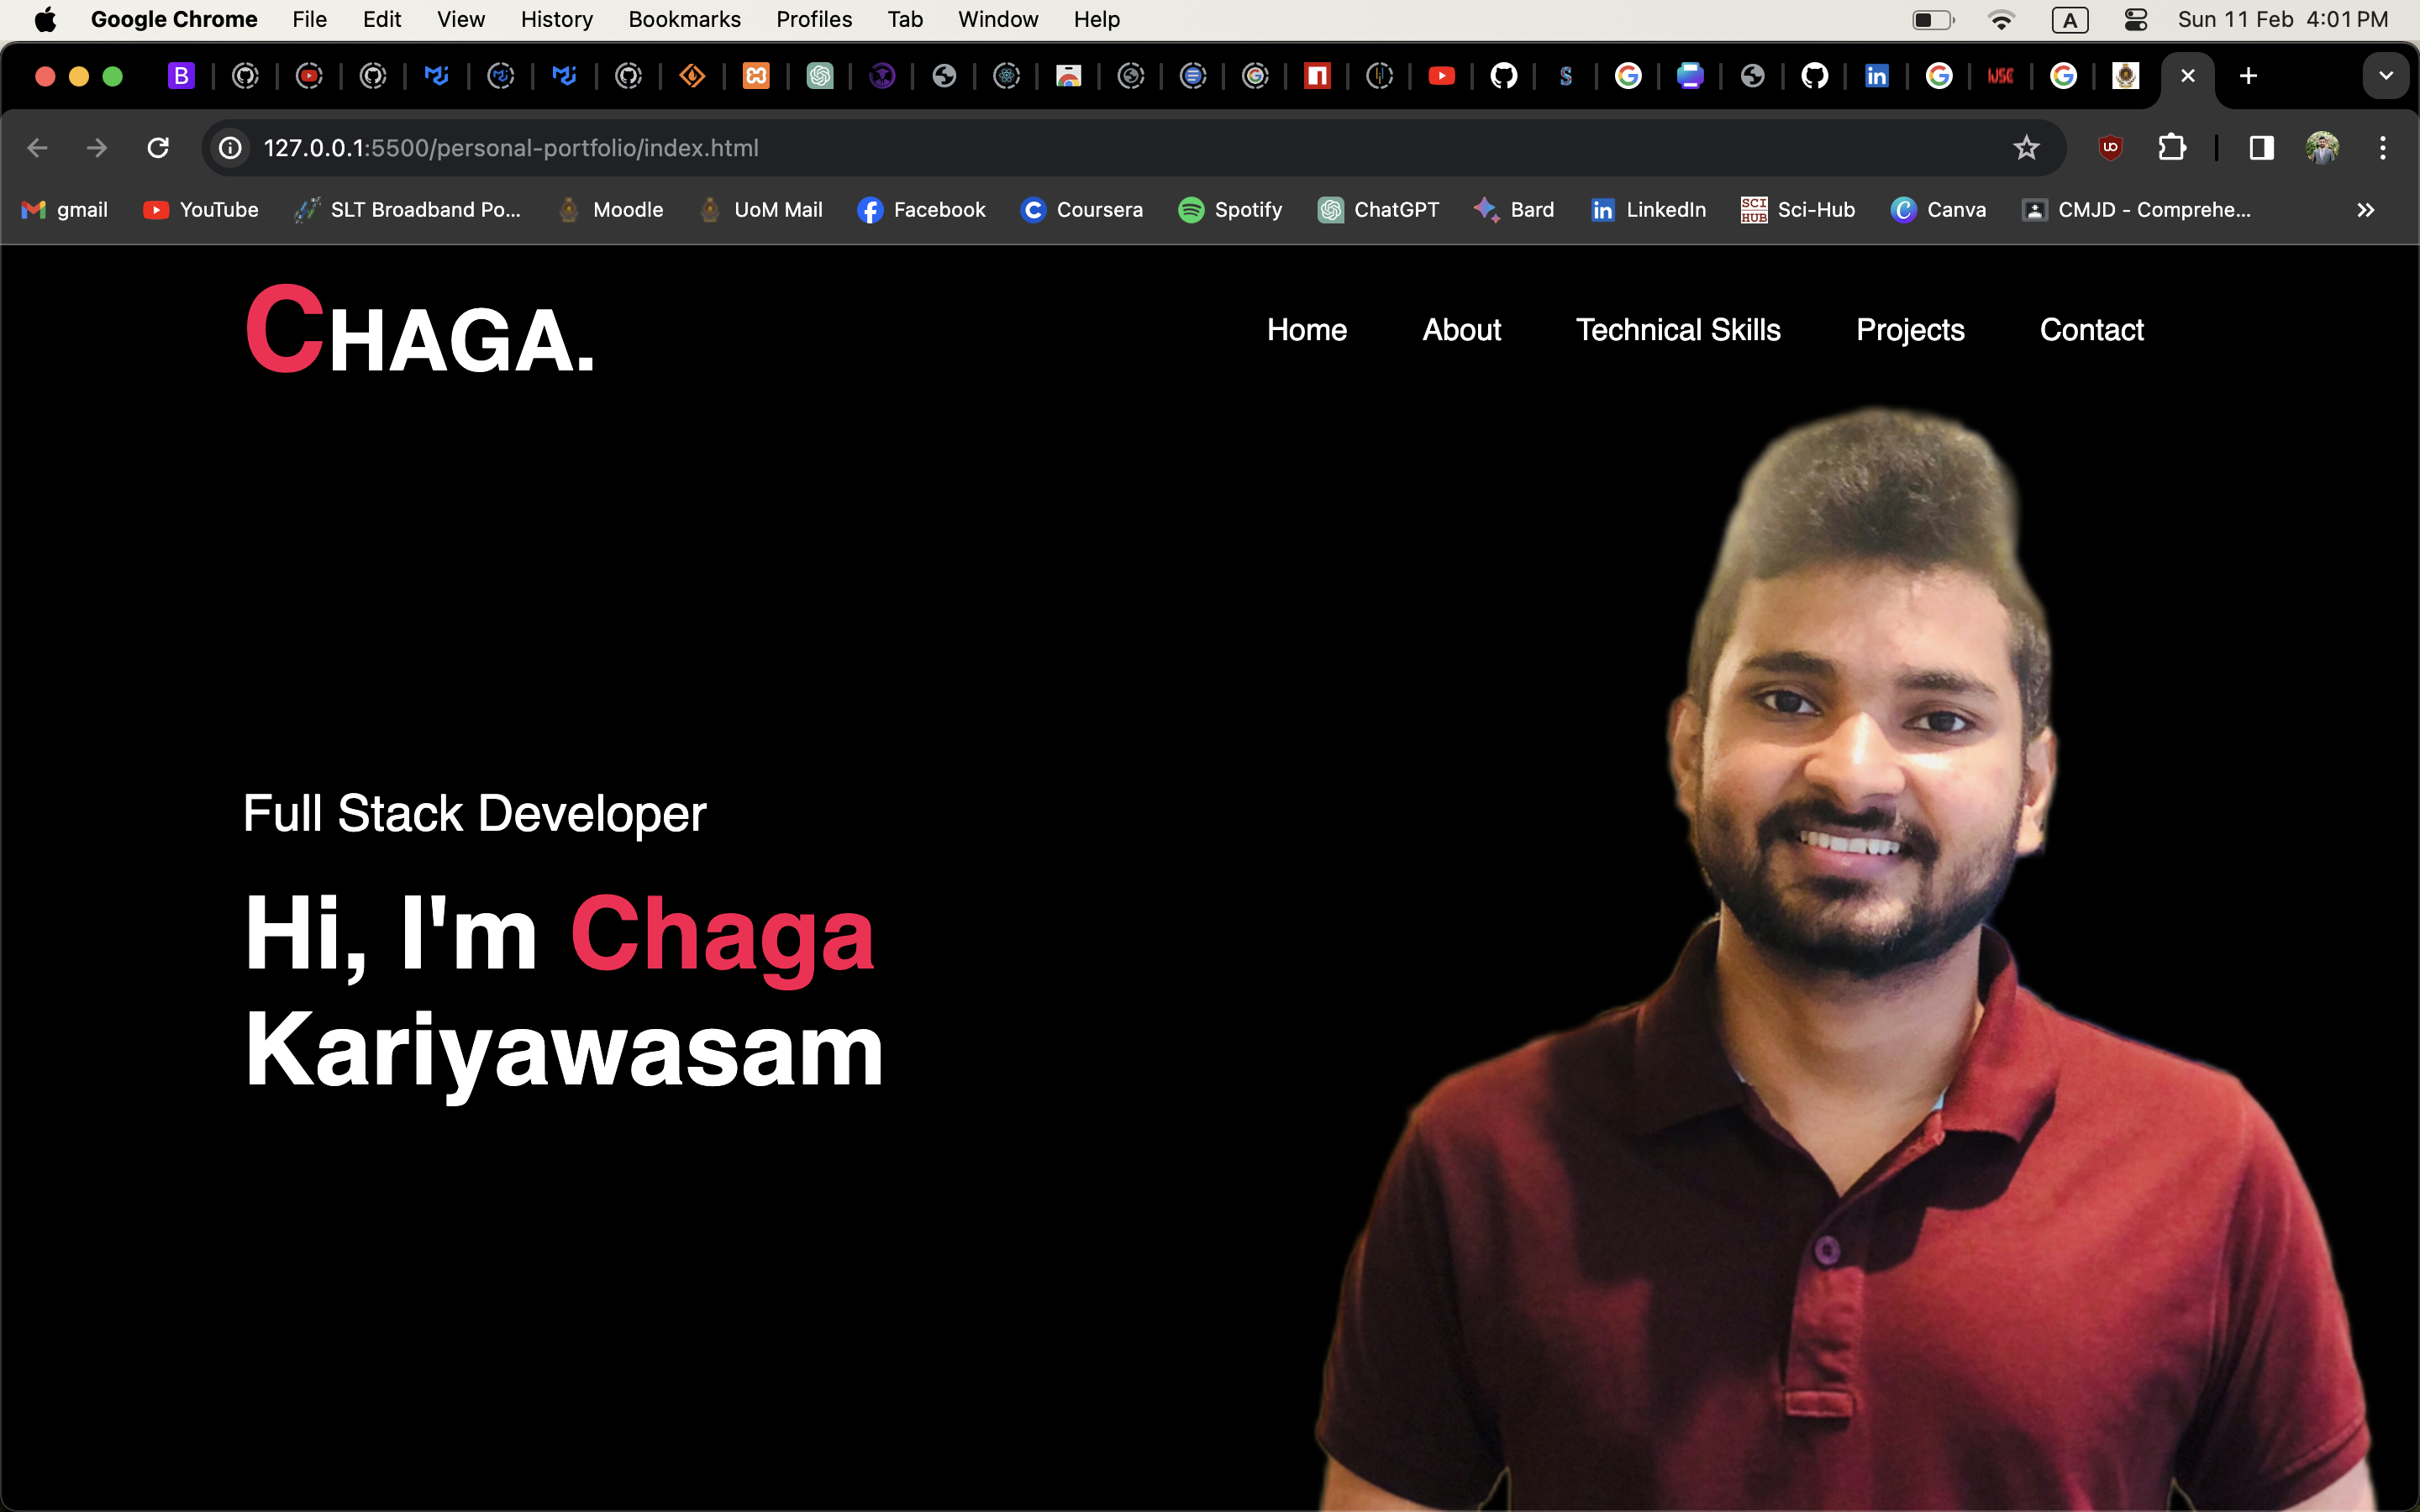 Google Chrome File Edit View History Bookmarks Profiles Tab Window Help A Sun 11 Feb 4:01 PM
B
127.0.0.1:5500/personal-portfolio/index.html
gmail YouTube SLT Broadband Po... Moodle UoM Mail Facebook Coursera Spotify ChatGPT Bard LinkedIn SCI HUB Sci-Hub Canva CMJD - Comprehe...
CHAGA.
Home About Technical Skills Projects Contact
Full Stack Developer
Hi, I'm Chaga
Kariyawasam